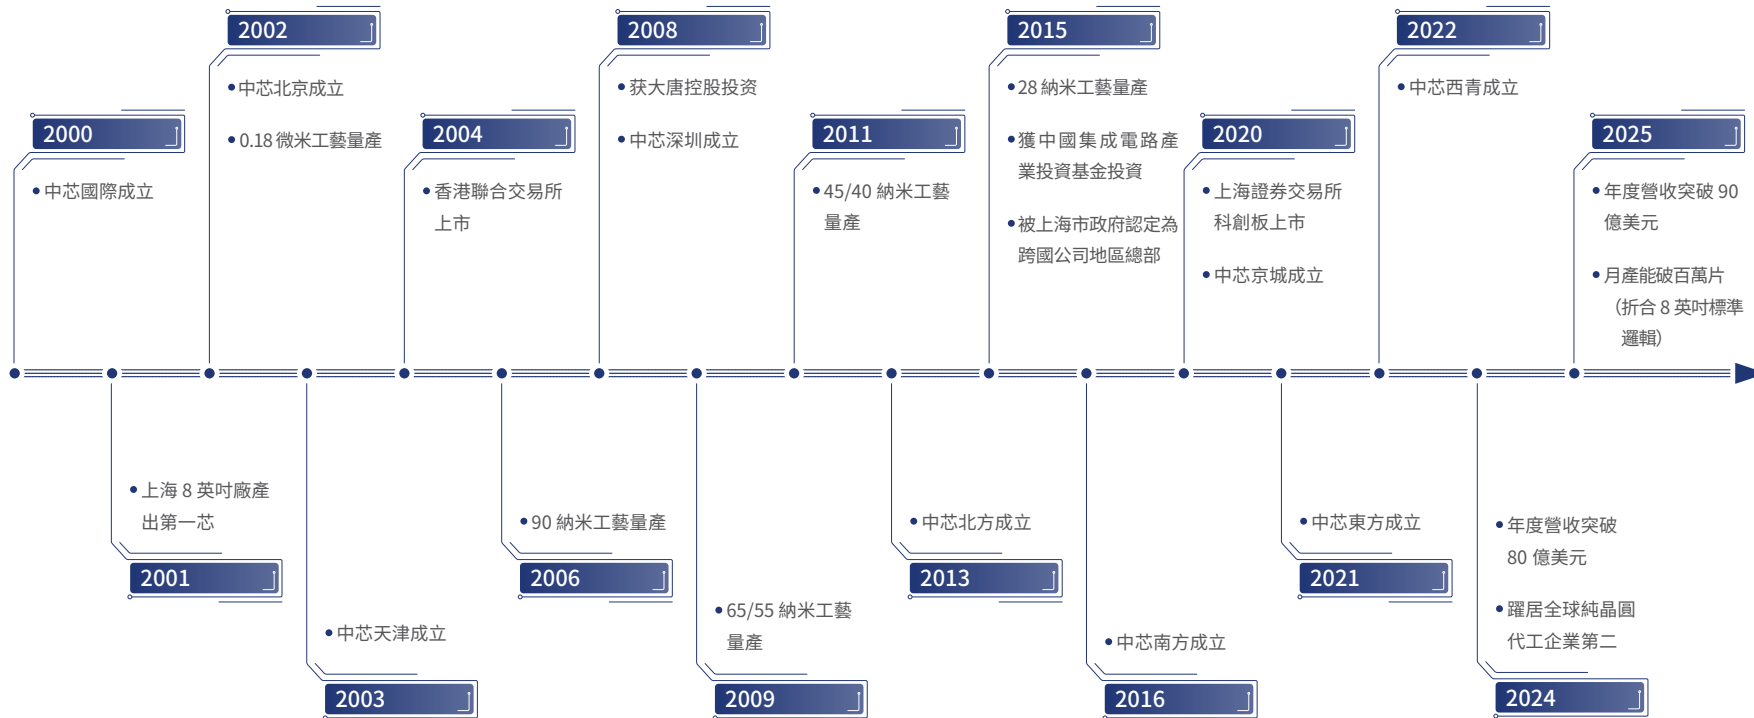 2000
中芯國際成立
2001
上海 8 英吋廠產
出第一芯
2002
中芯北京成立
0.18 微米工藝量產
2003
中芯天津成立
2004
香港聯合交易所
上市
2006
90 納米工藝量產
2008
获大唐控股投资
中芯深圳成立
2009
65/55 納米工藝
量產
2011
45/40 納米工藝
量產
2013
中芯北方成立
2015
28 納米工藝量產
獲中國集成電路產
業投資基金投資
被上海市政府認定為
跨國公司地區總部
2016
中芯南方成立
2020
上海證券交易所
科創板上市
中芯京城成立
2021
中芯東方成立
2022
中芯西青成立
2024
年度營收突破
80 億美元
躍居全球純晶圓
代工企業第二
2025
年度營收突破 90
億美元
月產能破百萬片
（折合 8 英吋標準
邏輯）